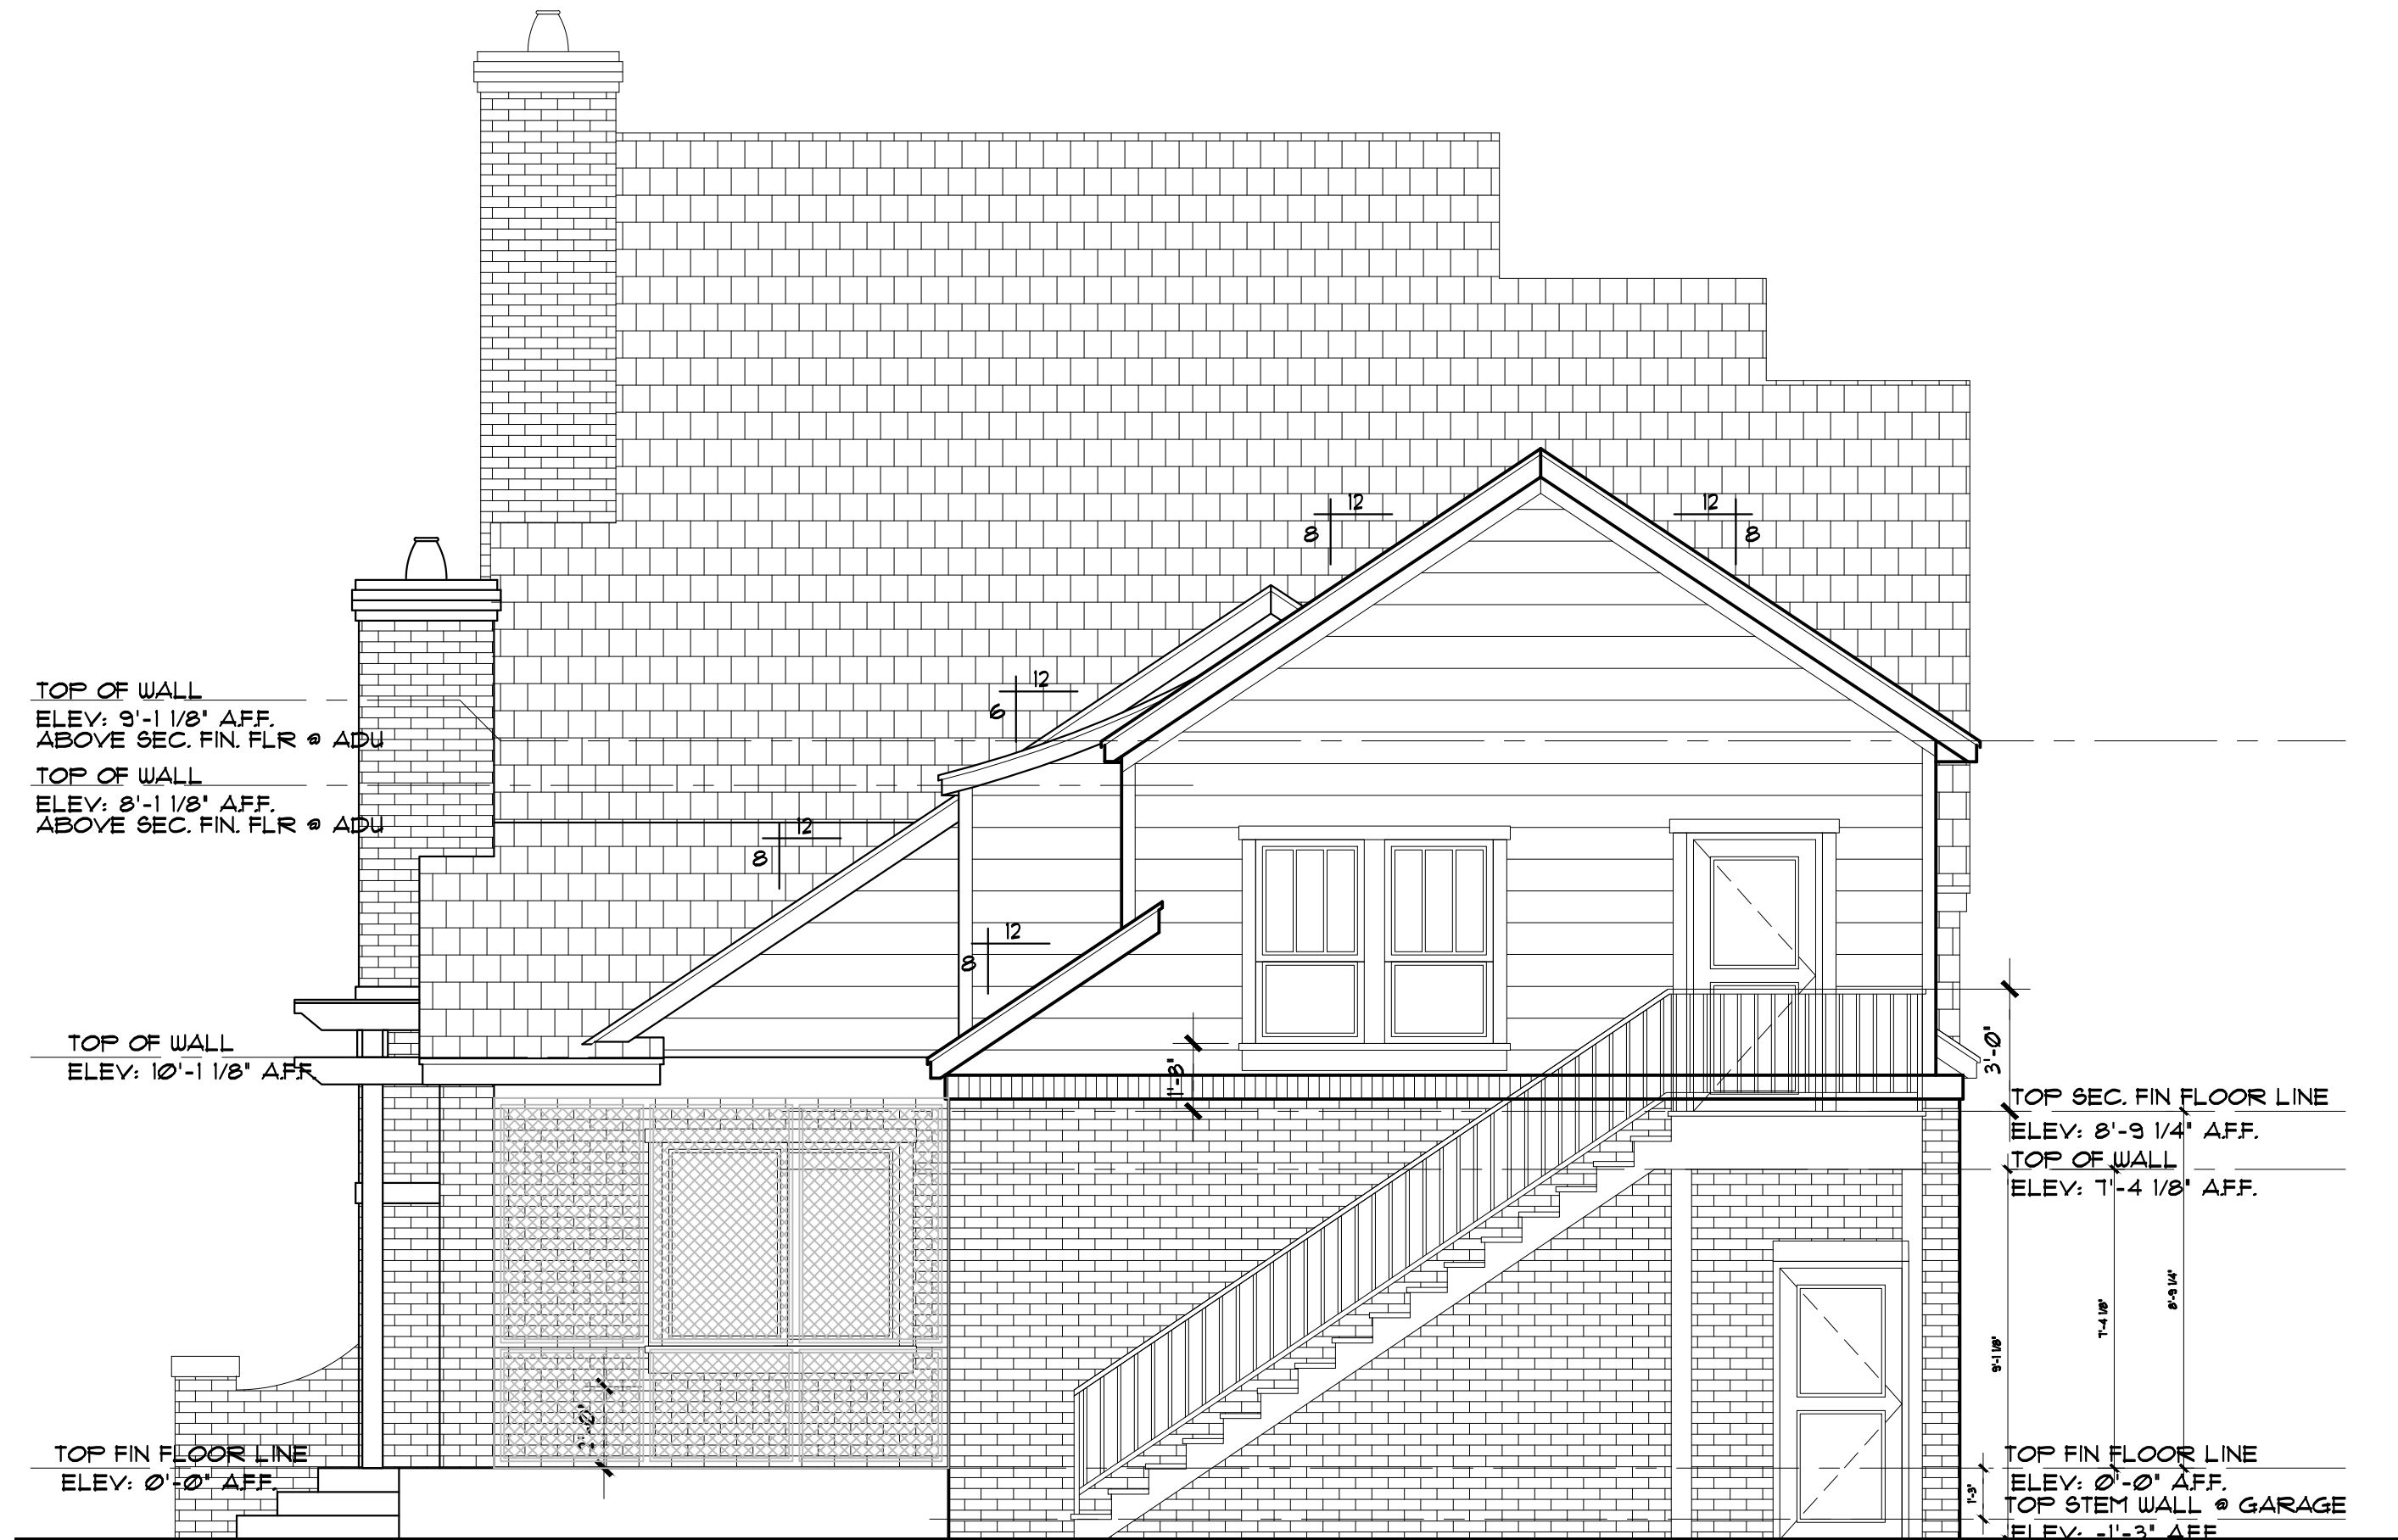 12
8
12
8
12
6
TOP OF WALL
ELEV: 9'-1 1/8" A.F.F.
ABOVE SEC. FIN. FLR @ ADU
TOP OF WALL
ELEV: 8'-1 1/8" A.F.F.
ABOVE SEC. FIN. FLR @ ADU
12
8
12
8
TOP OF WALL
ELEV: 10'-1 1/8" A.F.F.
1'-8"
3'-0"
TOP SEC. FIN FLOOR LINE
ELEV: 8'-9 1/4" A.F.F.
TOP OF WALL
ELEV: 7'-4 1/8" A.F.F.
8'-9 1/4"
7'-4 1/8"
9'-1 1/8"
TOP FIN FLOOR LINE
ELEV: 0'-0" A.F.F.
TOP FIN FLOOR LINE
ELEV: 0'-0" A.F.F.
1'-3"
TOP STEM WALL @ GARAGE
ELEV: -1'-3" A.F.F.